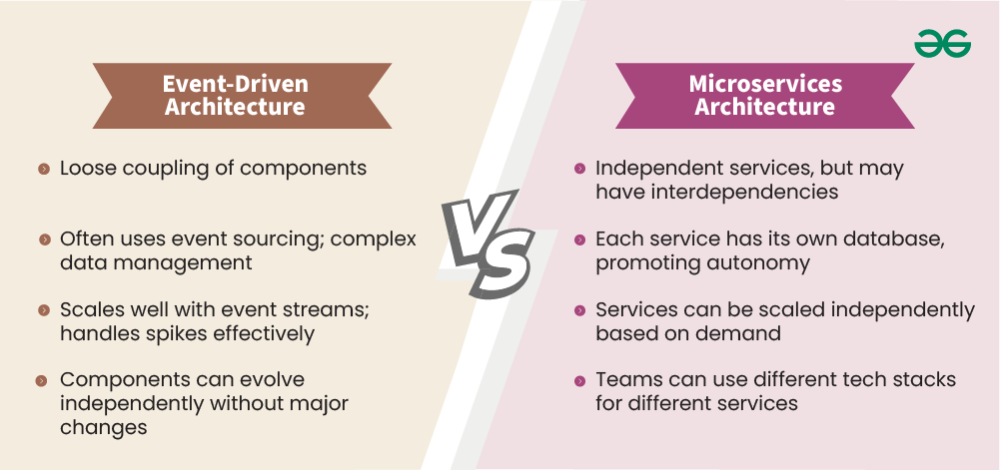 Event-Driven
Architecture
Loose coupling of components
Often uses event sourcing; complex
data management
Scales well with event streams;
handles spikes effectively
Components can evolve
independently without major
changes
VS
Microservices
Architecture
Independent services, but may
have interdependencies
Each service has its own database,
promoting autonomy
Services can be scaled independently
based on demand
Teams can use different tech stacks
for different services